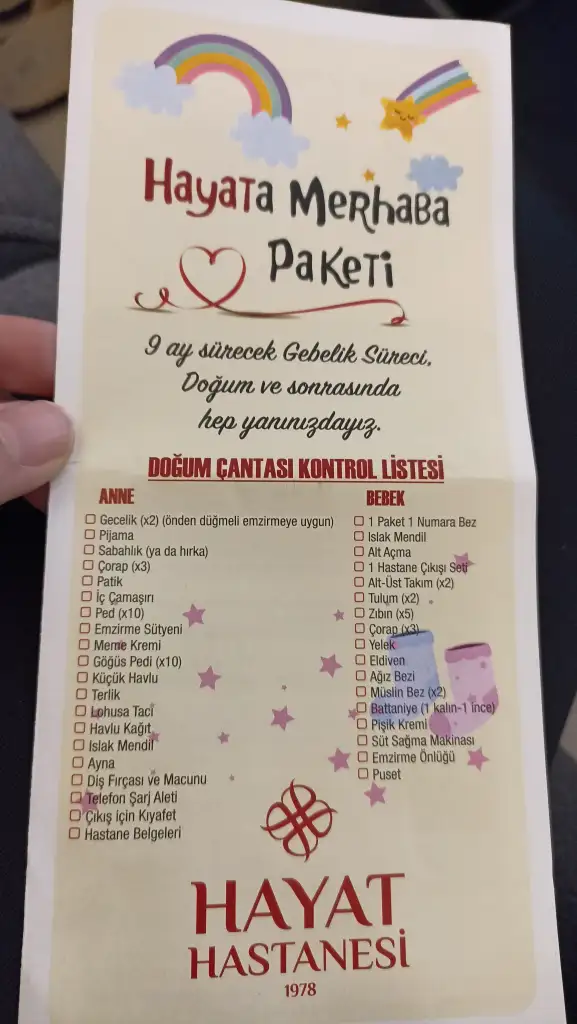 Hayata Merhaba
Paketi
9 ay sürecek Gebelik Süreci,
Doğum ve sonrasında
hep yanınızdayız.
DOĞUM ÇANTASI KONTROL LİSTESİ
ANNE
Gecelik (x2) (önden düğmeli emzirmeye uygun)
Pijama
Sabahlık (ya da hırka)
Çorap (x3)
Patik
İç Çamaşırı
Ped (x10)
Emzirme Sütyeni
Meme Kremi
Göğüs Pedi (x10)
Küçük Havlu
Terlik
Lohusa Tacı
Havlu Kağıt
Islak Mendil
Ayna
Diş Fırçası ve Macunu
Telefon Şarj Aleti
Çıkış için Kıyafet
Hastane Belgeleri
BEBEK
1 Paket 1 Numara Bez
Islak Mendil
Alt Açma
1 Hastane Çıkışı Seti
Alt-Üst Takım (x2)
Tulum (x2)
Zıbın (x5)
Çorap (x3)
Yelek
Eldiven
Ağız Bezi
Müslin Bez (x2)
Battaniye (1 kalın-1 ince)
Pişik Kremi
Süt Sağma Makinası
Emzirme Önlüğü
Puset
HAYAT
HASTANESİ
1978